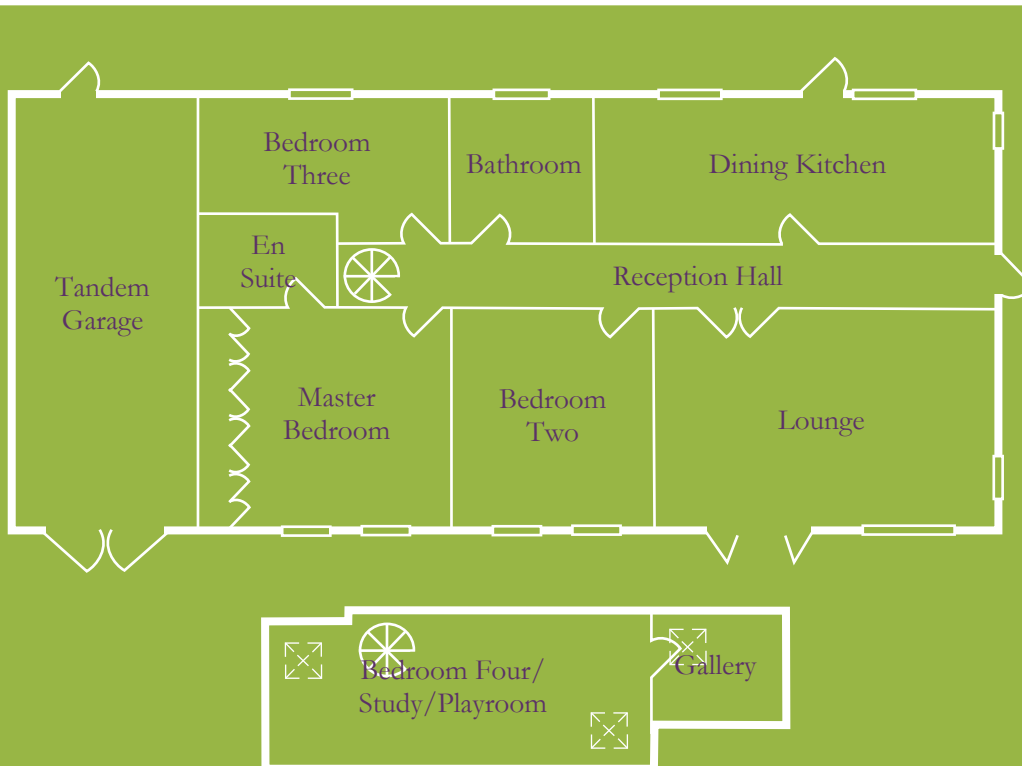 Bedroom
Three
Bathroom
Dining Kitchen
En
Suite
Reception Hall
Tandem
Garage
Master
Bedroom
Bedroom
Two
Lounge
Bedroom Four/
Study/Playroom
Gallery